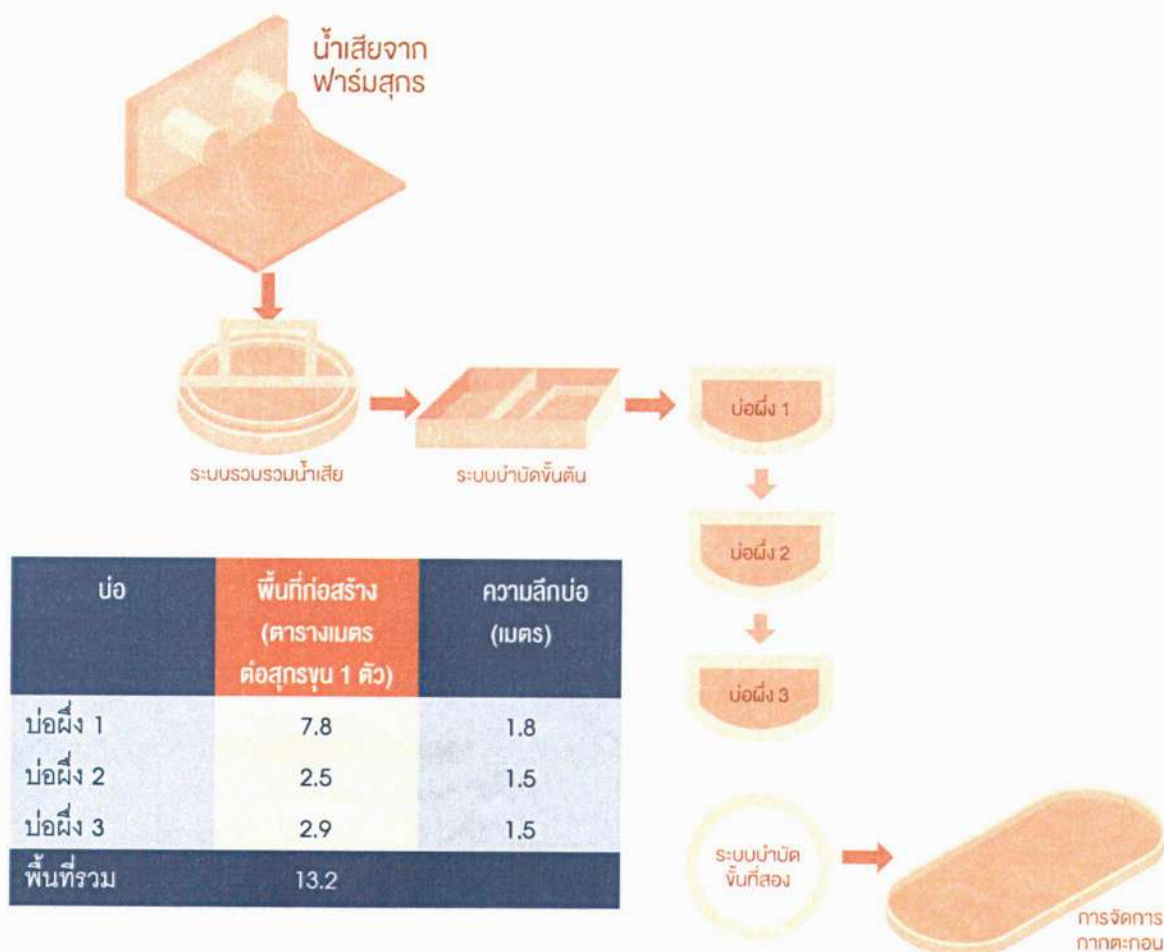 น้ำเสียจาก
ฟาร์มสุกร
ระบบรวบรวมน้ำเสีย
ระบบบำบัดขั้นต้น
บ่อผึ่ง 1
บ่อผึ่ง 2
บ่อผึ่ง 3
บ่อ
พื้นที่ก่อสร้าง
(ตารางเมตร
ต่อสุกรขุน 1 ตัว)
ความลึกบ่อ
(เมตร)
บ่อผึ่ง 1 7.8 1.8
บ่อผึ่ง 2 2.5 1.5
บ่อผึ่ง 3 2.9 1.5
พื้นที่รวม 13.2
ระบบบำบัด
ขั้นที่สอง
การจัดการ
กากตะกอน